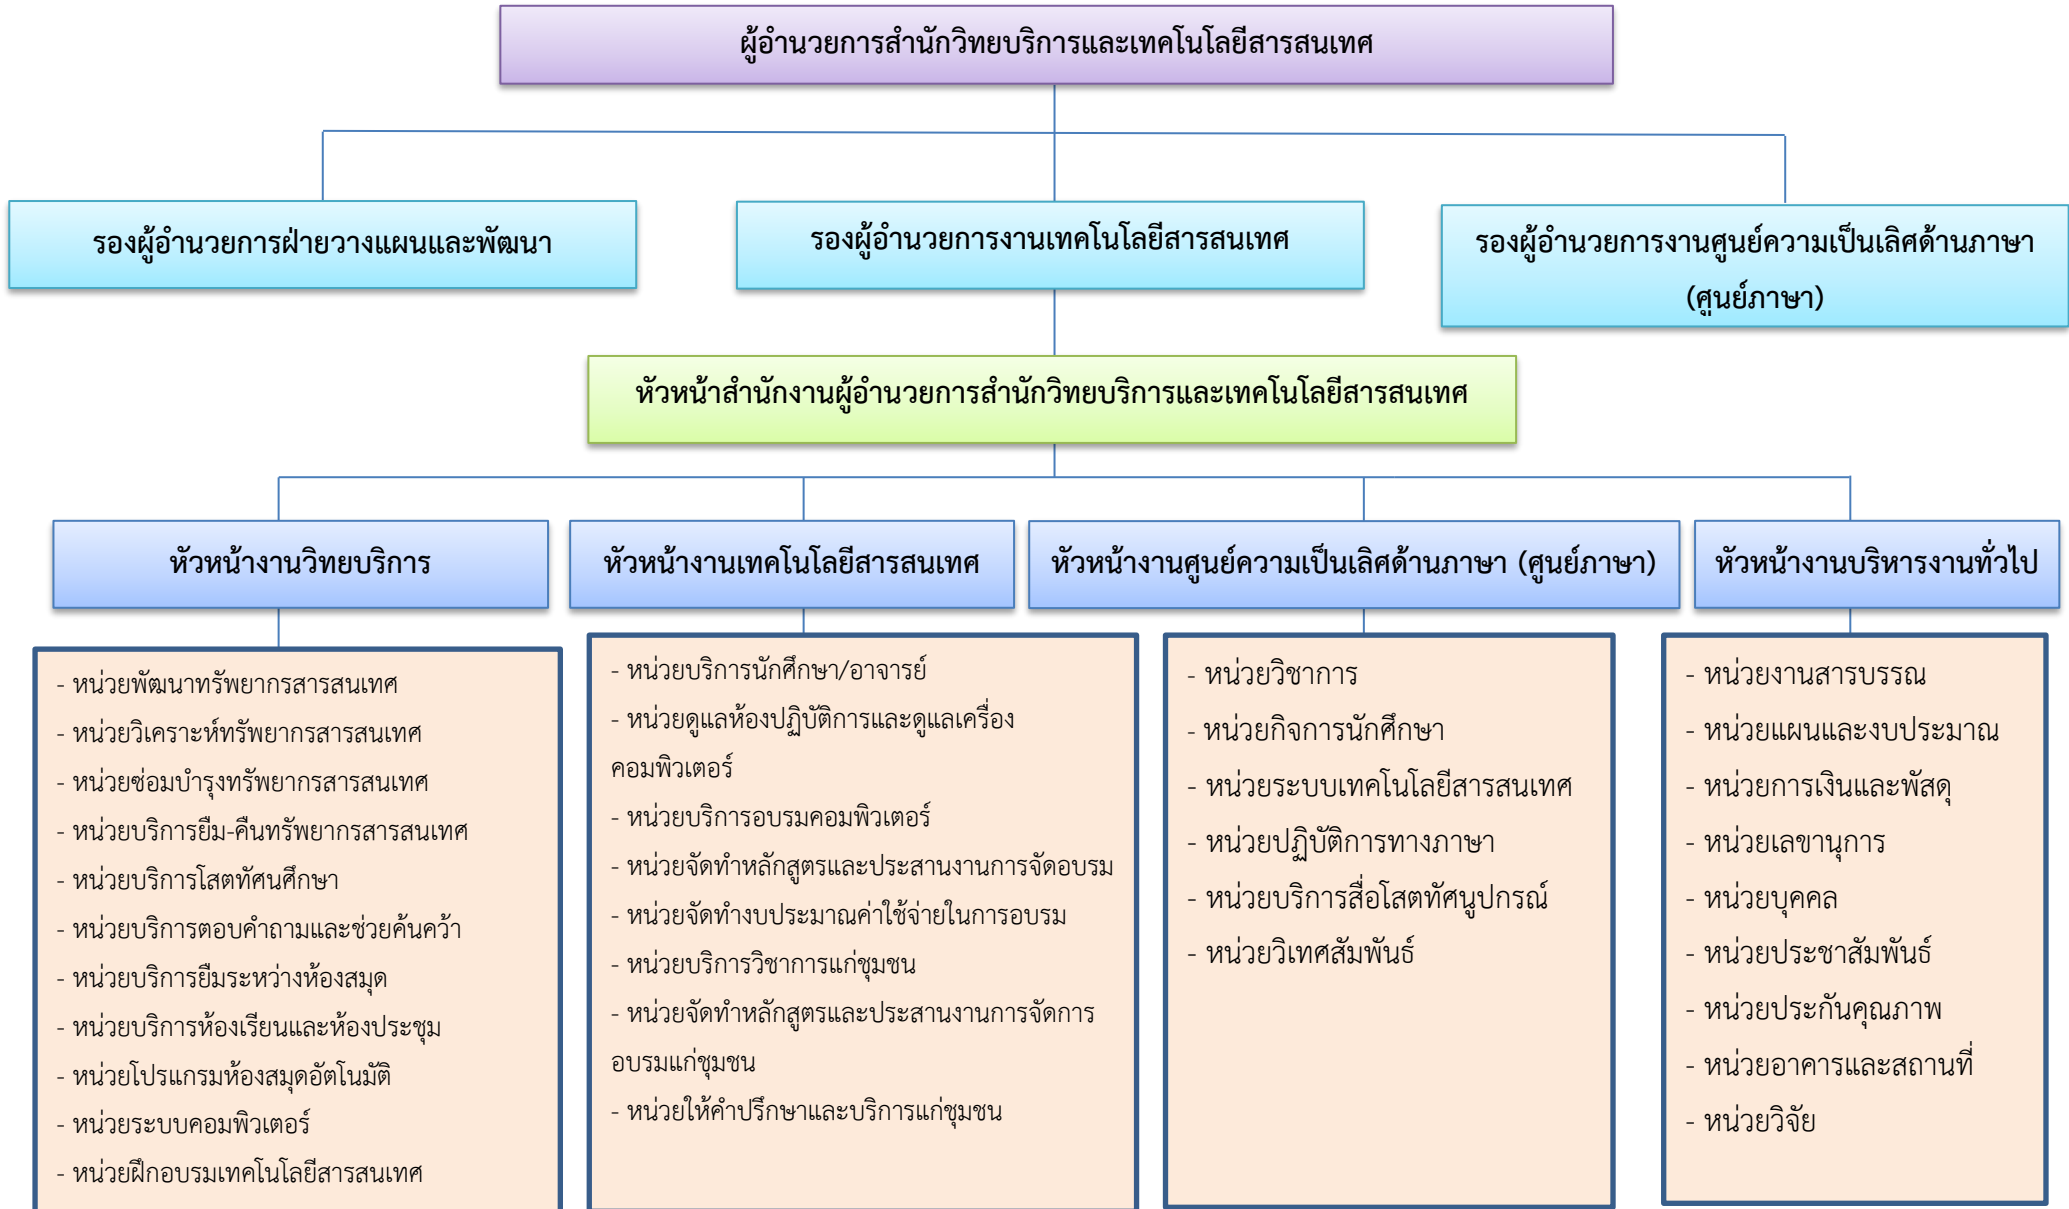 ผู้อำนวยการสำนักวิทยบริการและเทคโนโลยีสารสนเทศ
รองผู้อำนวยการฝ่ายวางแผนและพัฒนา
รองผู้อำนวยการงานเทคโนโลยีสารสนเทศ
รองผู้อำนวยการงานศูนย์ความเป็นเลิศด้านภาษา
(ศูนย์ภาษา)
หัวหน้าสำนักงานผู้อำนวยการสำนักวิทยบริการและเทคโนโลยีสารสนเทศ
หัวหน้างานวิทยบริการ
หัวหน้างานเทคโนโลยีสารสนเทศ
หัวหน้างานศูนย์ความเป็นเลิศด้านภาษา (ศูนย์ภาษา)
หัวหน้างานบริหารงานทั่วไป
- หน่วยพัฒนาทรัพยากรสารสนเทศ
- หน่วยวิเคราะห์ทรัพยากรสารสนเทศ
- หน่วยซ่อมบำรุงทรัพยากรสารสนเทศ
- หน่วยบริการยืม-คืนทรัพยากรสารสนเทศ
- หน่วยบริการโสตทัศนศึกษา
- หน่วยบริการตอบคำถามและช่วยค้นคว้า
- หน่วยบริการยืมระหว่างห้องสมุด
- หน่วยบริการห้องเรียนและห้องประชุม
- หน่วยโปรแกรมห้องสมุดอัตโนมัติ
- หน่วยระบบคอมพิวเตอร์
- หน่วยฝึกอบรมเทคโนโลยีสารสนเทศ
- หน่วยบริการนักศึกษา/อาจารย์
- หน่วยดูแลห้องปฏิบัติการและดูแลเครื่อง
คอมพิวเตอร์
- หน่วยบริการอบรมคอมพิวเตอร์
- หน่วยจัดทำหลักสูตรและประสานงานการจัดอบรม
- หน่วยจัดทำงบประมาณค่าใช้จ่ายในการอบรม
- หน่วยบริการวิชาการแก่ชุมชน
- หน่วยจัดทำหลักสูตรและประสานงานการจัดการ
อบรมแก่ชุมชน
- หน่วยให้คำปรึกษาและบริการแก่ชุมชน
- หน่วยวิชาการ
- หน่วยกิจการนักศึกษา
- หน่วยระบบเทคโนโลยีสารสนเทศ
- หน่วยปฏิบัติการทางภาษา
- หน่วยบริการสื่อโสตทัศนูปกรณ์
- หน่วยวิเทศสัมพันธ์
- หน่วยงานสารบรรณ
- หน่วยแผนและงบประมาณ
- หน่วยการเงินและพัสดุ
- หน่วยเลขานุการ
- หน่วยบุคคล
- หน่วยประชาสัมพันธ์
- หน่วยประกันคุณภาพ
- หน่วยอาคารและสถานที่
- หน่วยวิจัย